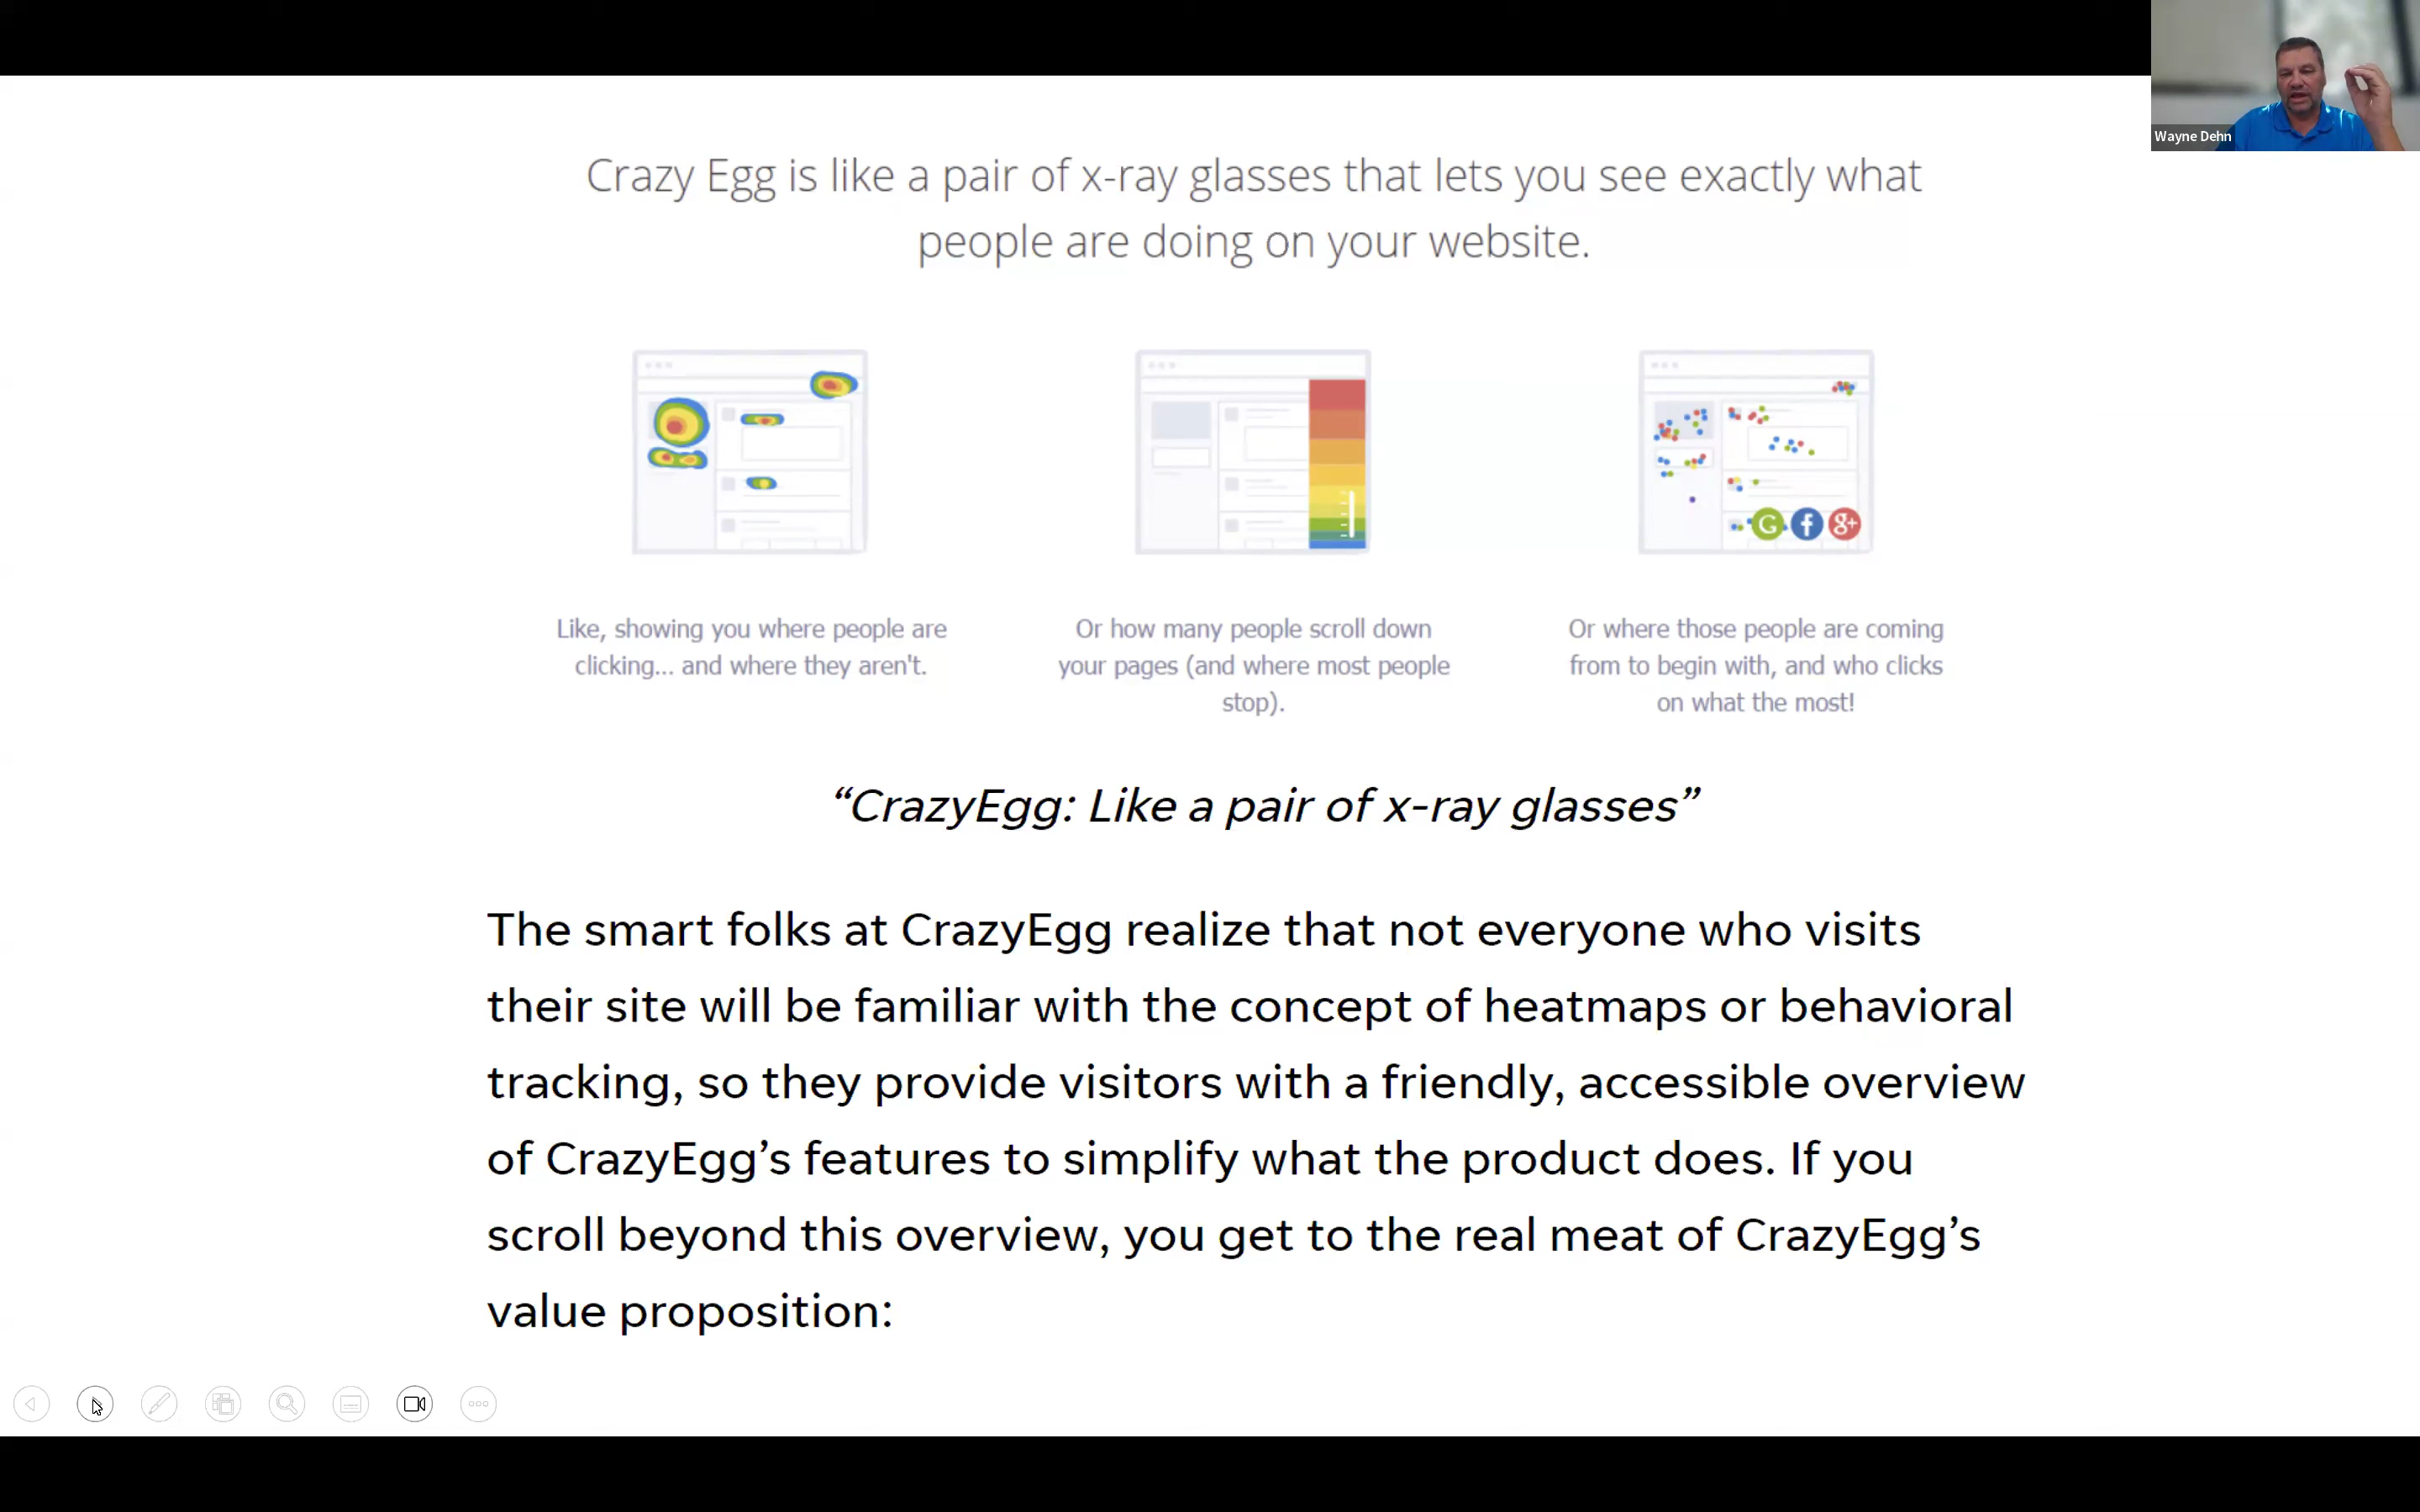 Wayne Dehn
Crazy Egg is like a pair of x-ray glasses that lets you see exactly what
people are doing on your website.
G f g+
Like, showing you where people are
clicking... and where they aren't.
Or how many people scroll down
your pages (and where most people
stop).
Or where those people are coming
from to begin with, and who clicks
on what the most!
“CrazyEgg: Like a pair of x-ray glasses”
The smart folks at CrazyEgg realize that not everyone who visits
their site will be familiar with the concept of heatmaps or behavioral
tracking, so they provide visitors with a friendly, accessible overview
of CrazyEgg’s features to simplify what the product does. If you
scroll beyond this overview, you get to the real meat of CrazyEgg’s
value proposition: